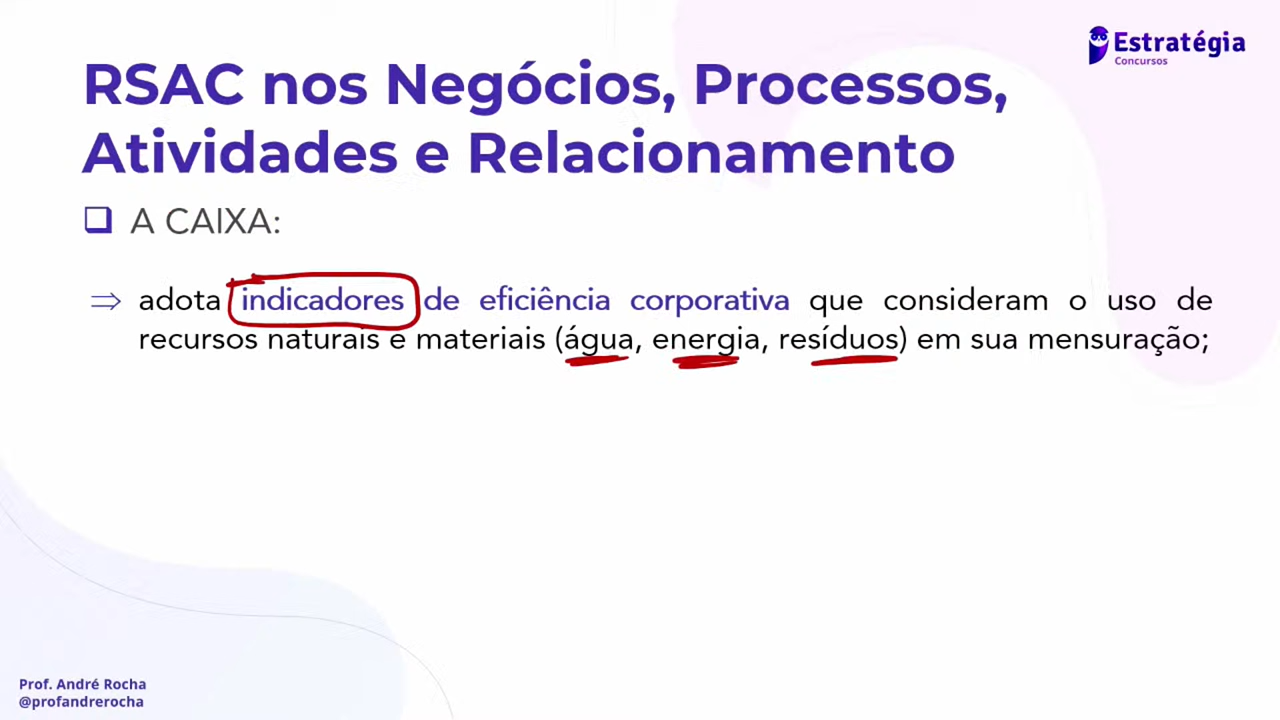 Estratégia
Concursos
RSAC nos Negócios, Processos,
Atividades e Relacionamento
A CAIXA:
⇒ adota indicadores de eficiência corporativa que consideram o uso de
recursos naturais e materiais (água, energia, resíduos) em sua mensuração;
Prof. André Rocha
@profandrerocha